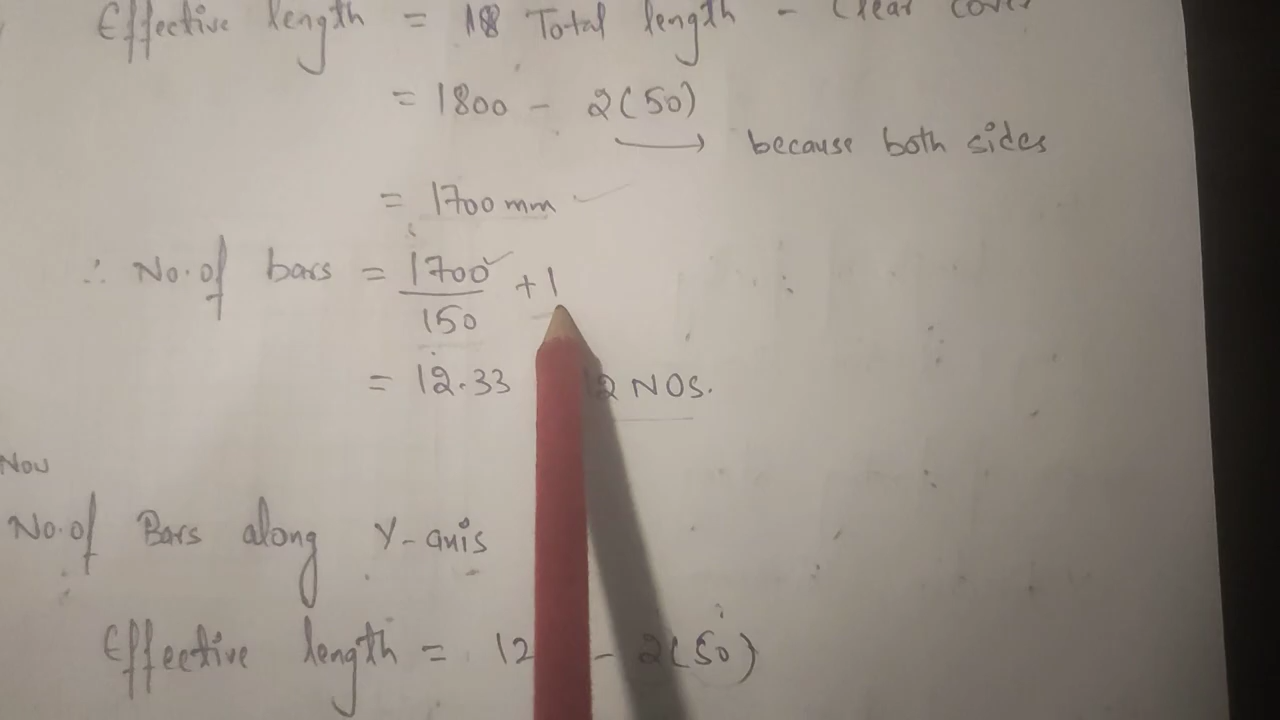 Effective length = 18 Total length - Clear cover
= 1800 - 2(50)
→ because both sides
= 1700 mm
∴ No. of bars = 1700/150 + 1
= 12.33 12 NOS.
Now
No. of Bars along Y-axis
Effective length = 12 - 2(50)